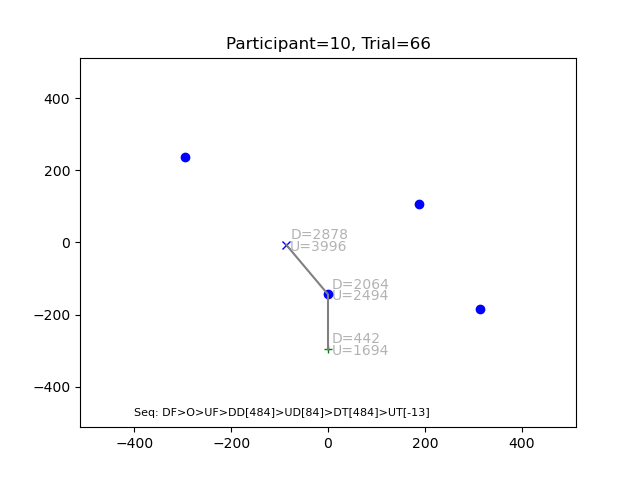 Participant=10, Trial=66
400
200
0
−200
−400
D=2878
U=3996
D=2064
U=2494
D=442
U=1694
Seq: DF>O>UF>DD[484]>UD[84]>DT[484]>UT[-13]
−400 −200 0 200 400